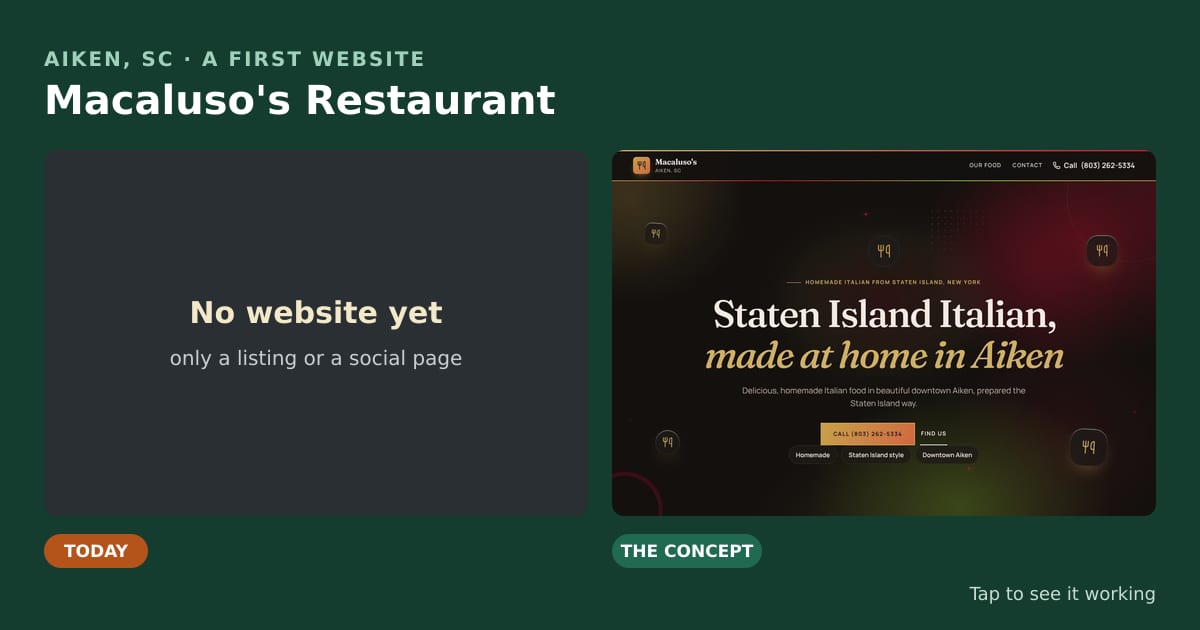 AIKEN, SC · A FIRST WEBSITE
Macaluso's Restaurant
No website yet
only a listing or a social page
Macaluso's
AIKEN, SC
OUR FOOD
CONTACT
Call (803) 262-5334
HOMEMADE ITALIAN FROM STATEN ISLAND, NEW YORK
Staten Island Italian,
made at home in Aiken
Delicious, homemade Italian food in beautiful downtown Aiken, prepared the
Staten Island way.
CALL (803) 262-5334
FIND US
Homemade
Staten Island style
Downtown Aiken
TODAY
THE CONCEPT
Tap to see it working